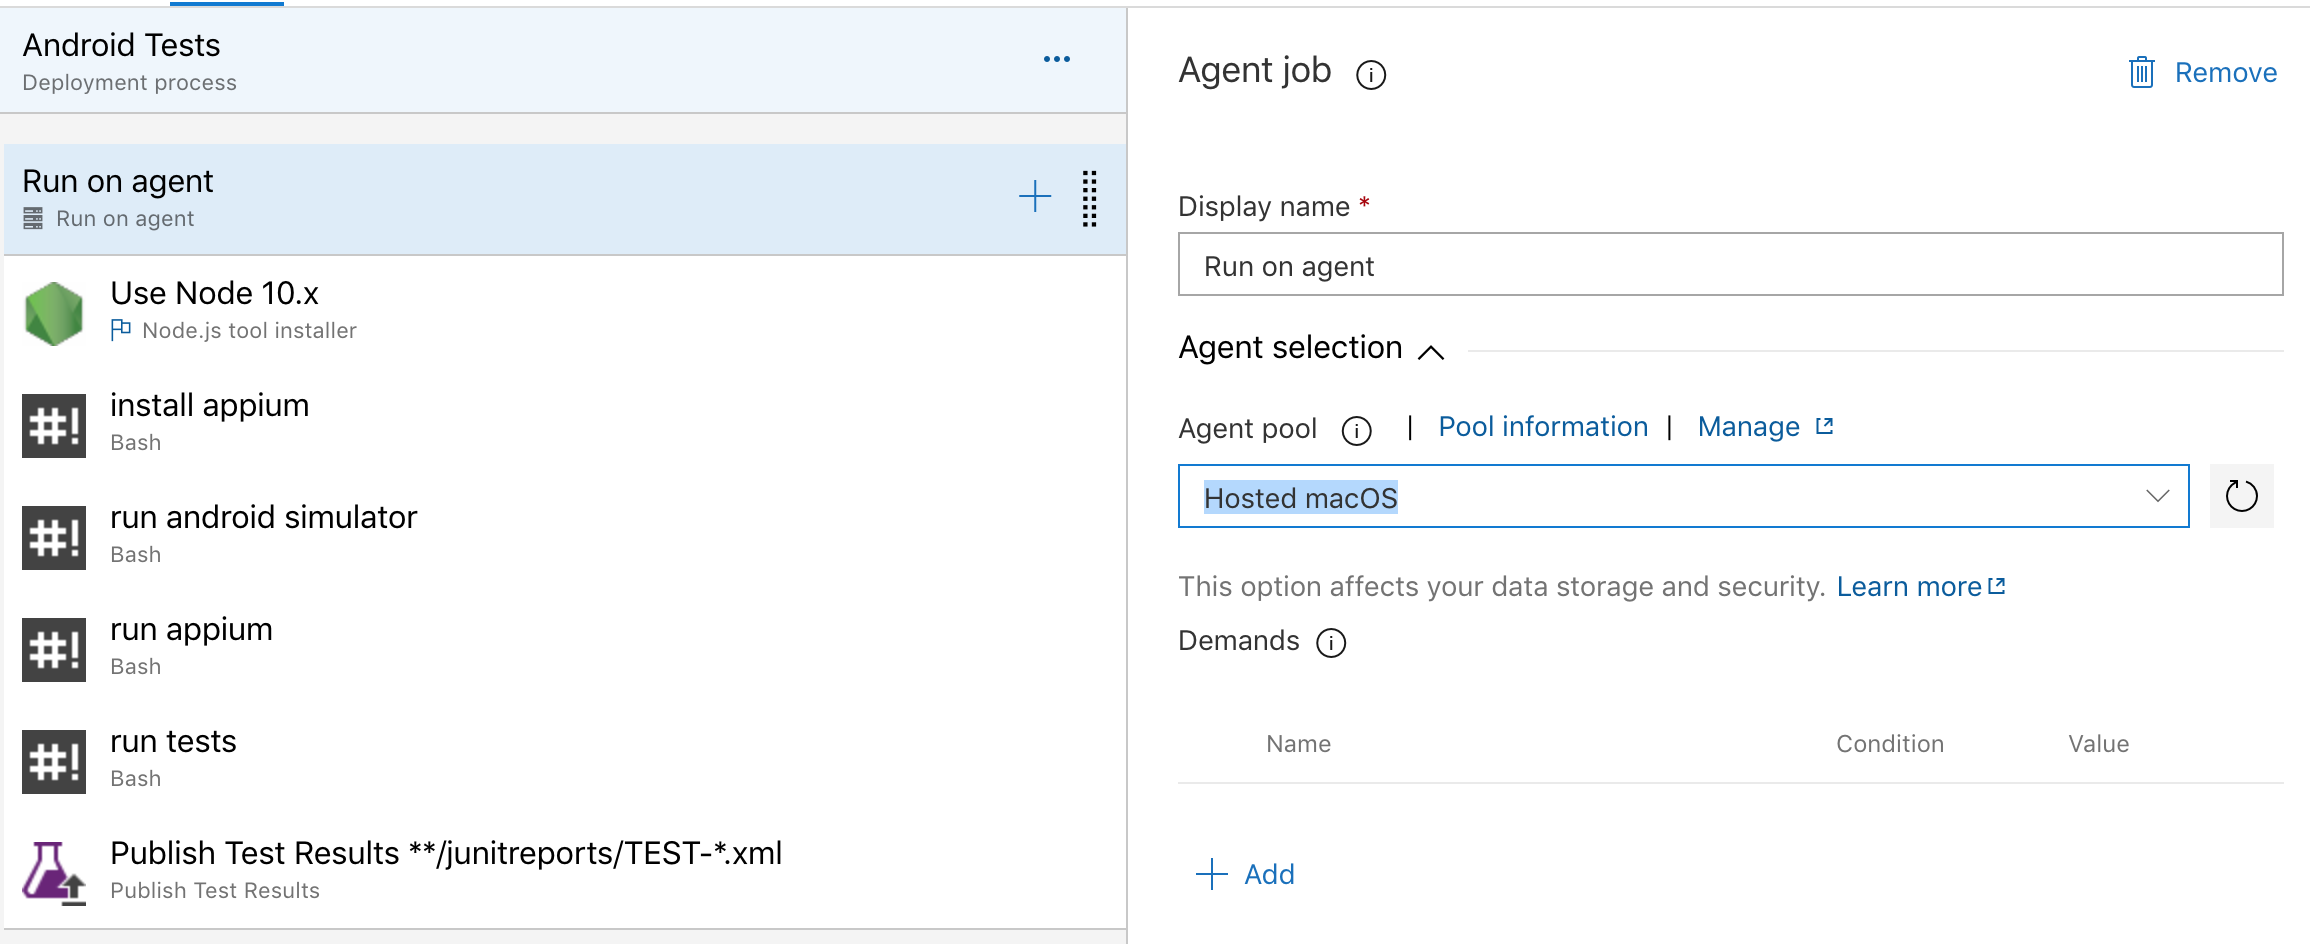 Android Tests
Deployment process
Run on agent
Run on agent
Use Node 10.x
Node.js tool installer
install appium
Bash
run android simulator
Bash
run appium
Bash
run tests
Bash
Publish Test Results **/junitreports/TEST-*.xml
Publish Test Results
Agent job
Remove
Display name *
Run on agent
Agent selection
Agent pool | Pool information | Manage
Hosted macOS
This option affects your data storage and security. Learn more
Demands
Name Condition Value
Add